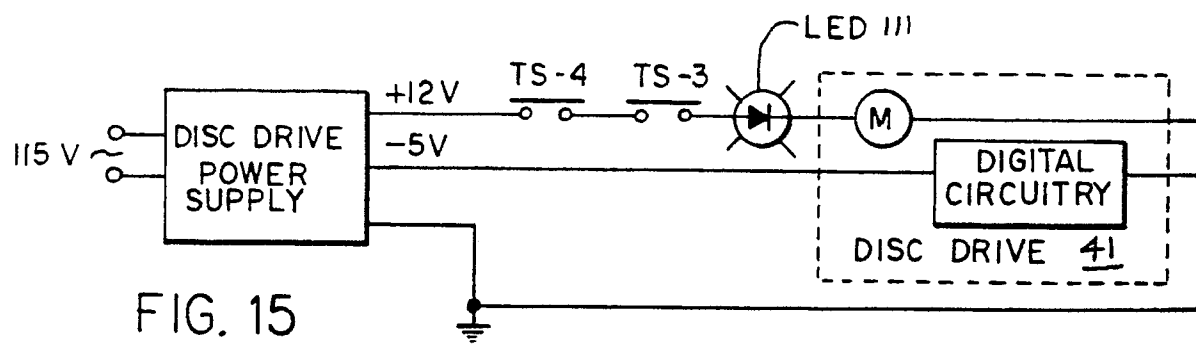 LED 111
TS-4
TS-3
+12V
115 V ~
DISC DRIVE
POWER
SUPPLY
-5V
M
DIGITAL
CIRCUITRY
DISC DRIVE 41
FIG. 15